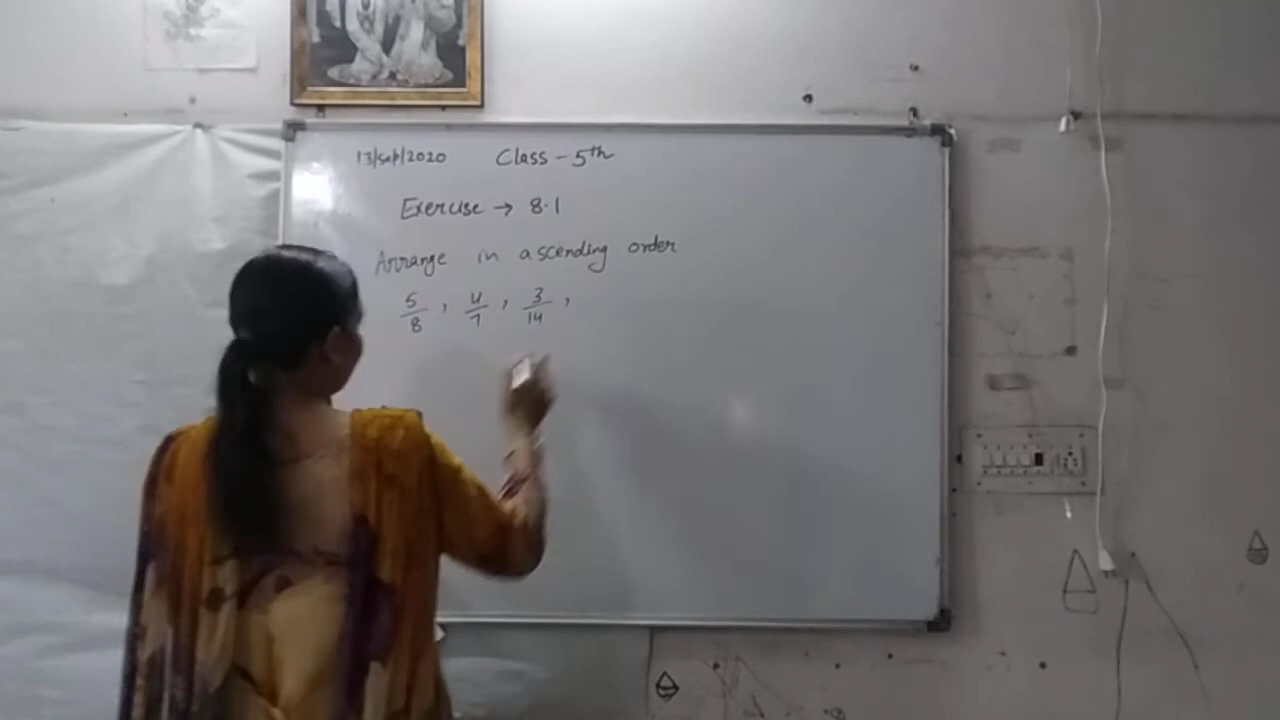 13/Sep/2020 Class - 5th
Exercise → 8.1
Arrange in ascending order
5/8 , 4/7 , 3/14 ,